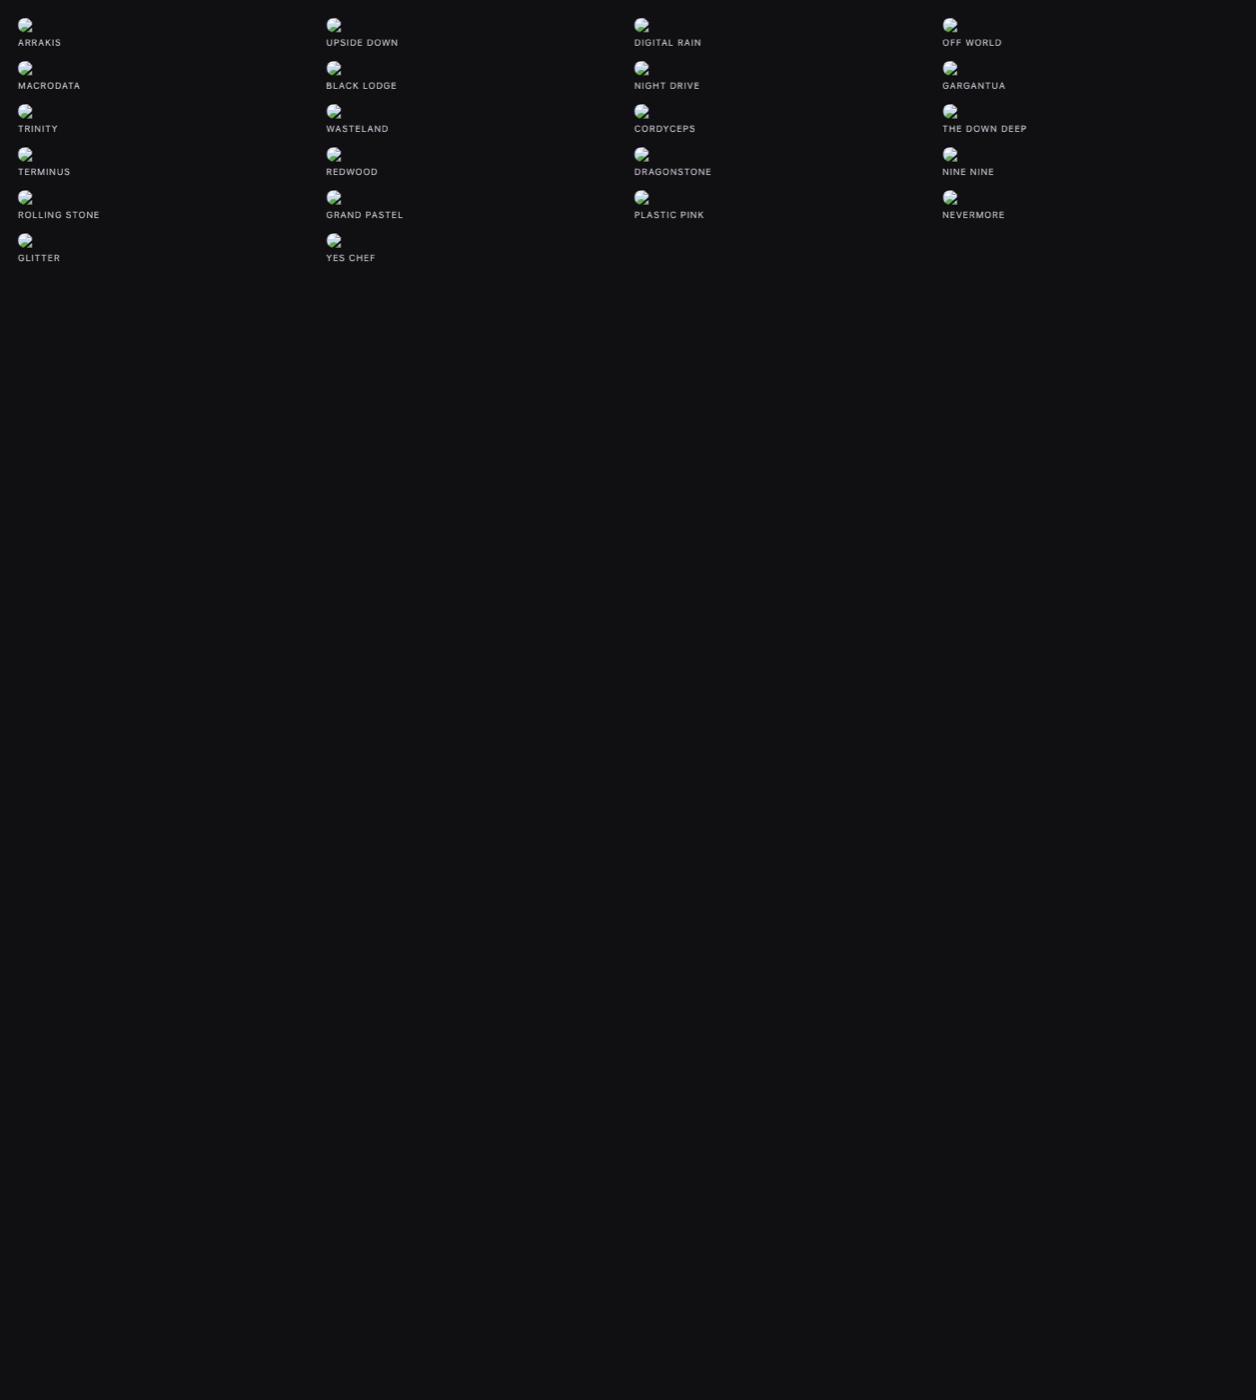 ARRAKIS
UPSIDE DOWN
DIGITAL RAIN
OFF WORLD
MACRODATA
BLACK LODGE
NIGHT DRIVE
GARGANTUA
TRINITY
WASTELAND
CORDYCEPS
THE DOWN DEEP
TERMINUS
REDWOOD
DRAGONSTONE
NINE NINE
ROLLING STONE
GRAND PASTEL
PLASTIC PINK
NEVERMORE
GLITTER
YES CHEF